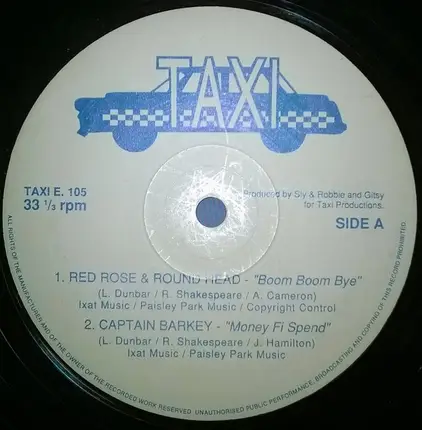 TAXI
TAXI E. 105
33 1/3 rpm
Produced by Sly & Robbie and Gitsy
for Taxi Productions.
SIDE A
1. RED ROSE & ROUND HEAD - "Boom Boom Bye"
(L. Dunbar / R. Shakespeare / A. Cameron)
Ixat Music / Paisley Park Music / Copyright Control
2. CAPTAIN BARKEY - "Money Fi Spend"
(L. Dunbar / R. Shakespeare / J. Hamilton)
Ixat Music / Paisley Park Music
ALL RIGHTS OF THE MANUFACTURER AND OF THE OWNER OF THE RECORDED WORK RESERVED. UNAUTHORISED PUBLIC PERFORMANCE, BROADCASTING AND COPYING OF THIS RECORD PROHIBITED.